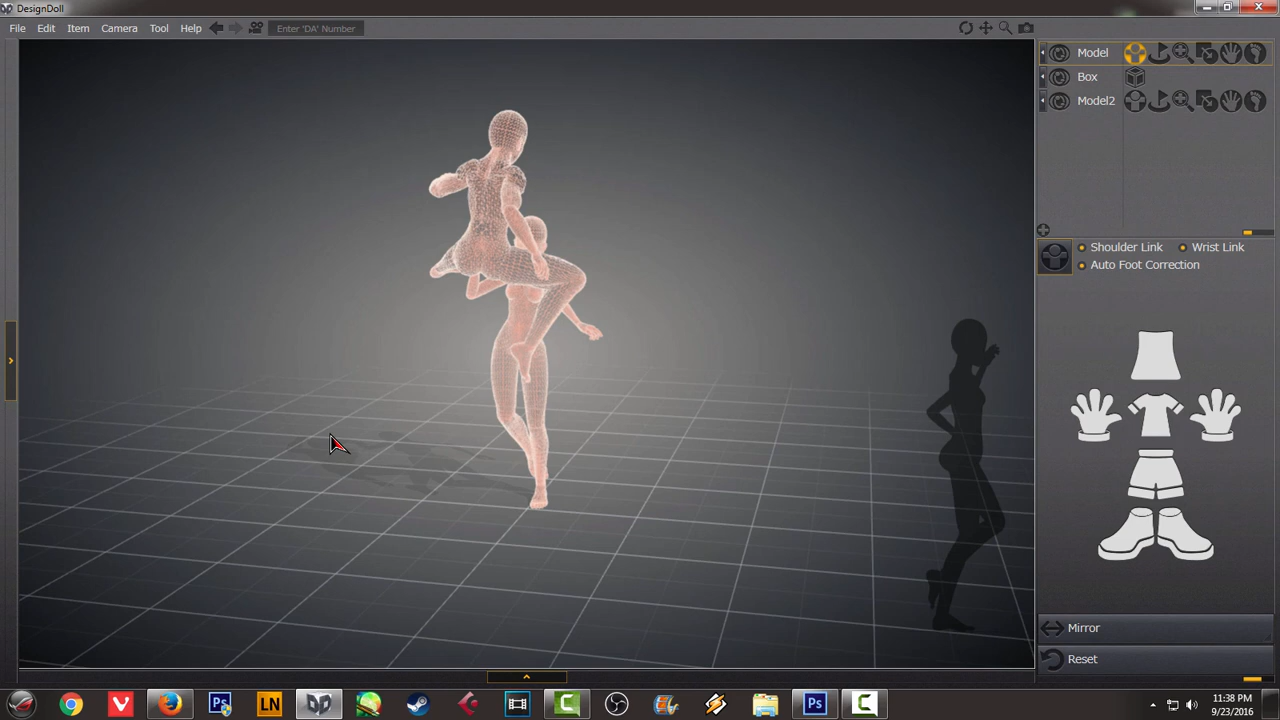 DesignDoll
File Edit Item Camera Tool Help Enter 'DA' Number
Model
Box
Model2
Shoulder Link Wrist Link
Auto Foot Correction
Mirror
Reset
Ps LN Ps
11:38 PM
9/23/2016